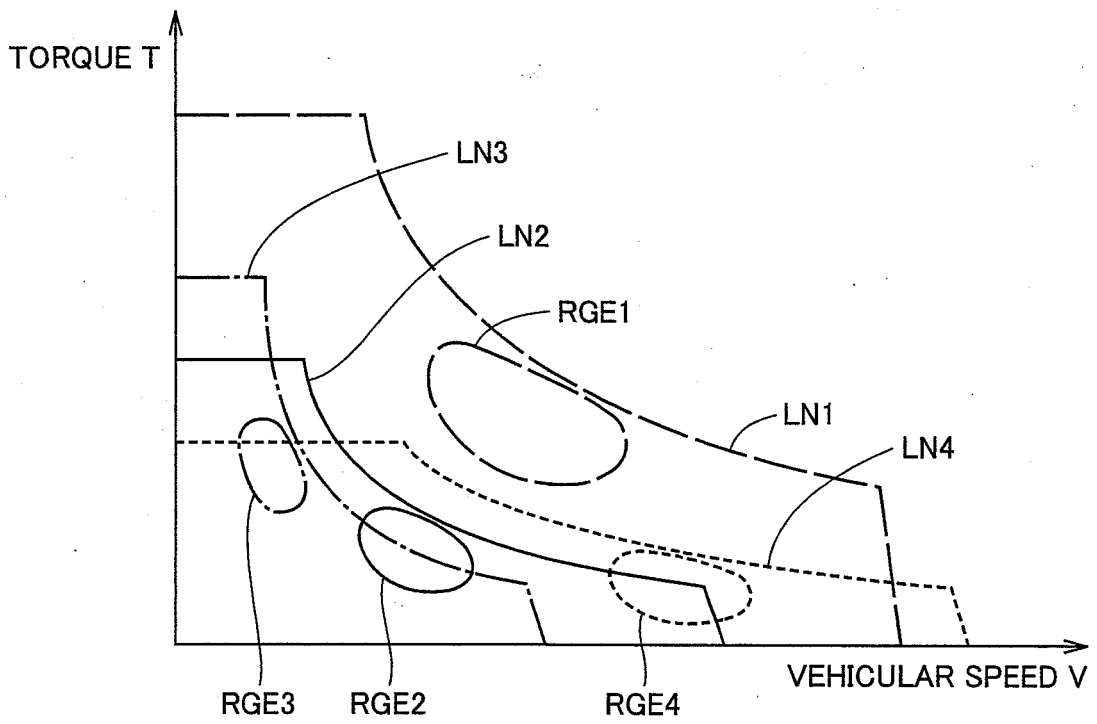 TORQUE T
LN3
LN2
RGE1
LN1
LN4
VEHICULAR SPEED V
RGE3
RGE2
RGE4